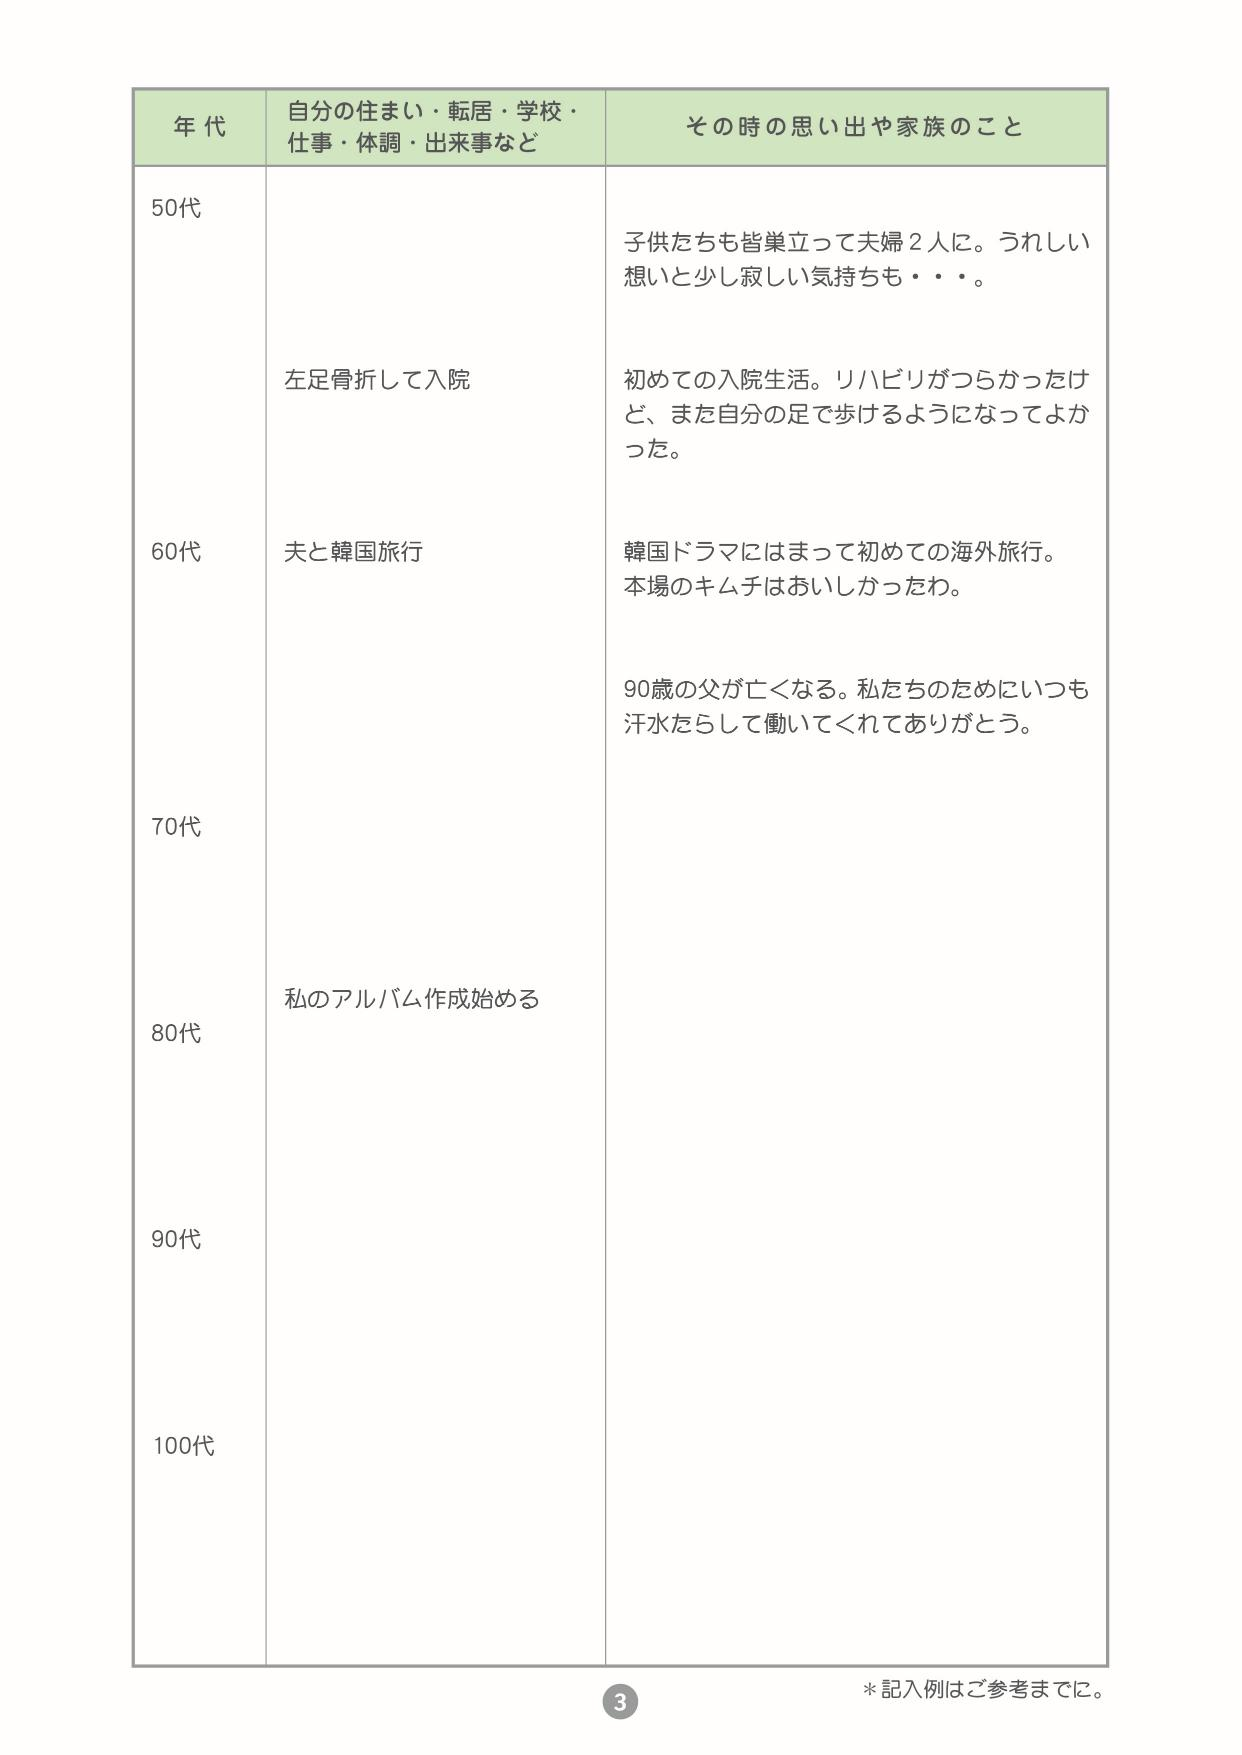 年代
自分の住まい・転居・学校・
仕事・体調・出来事など
その時の思い出や家族のこと
50代
子供たちも皆巣立って夫婦２人に。うれしい
想いと少し寂しい気持ちも・・・。
左足骨折して入院
初めての入院生活。リハビリがつらかったけ
ど、また自分の足で歩けるようになってよか
った。
60代
夫と韓国旅行
韓国ドラマにはまって初めての海外旅行。
本場のキムチはおいしかったわ。
90歳の父が亡くなる。私たちのためにいつも
汗水たらして働いてくれてありがとう。
70代
私のアルバム作成始める
80代
90代
100代
＊記入例はご参考までに。
3